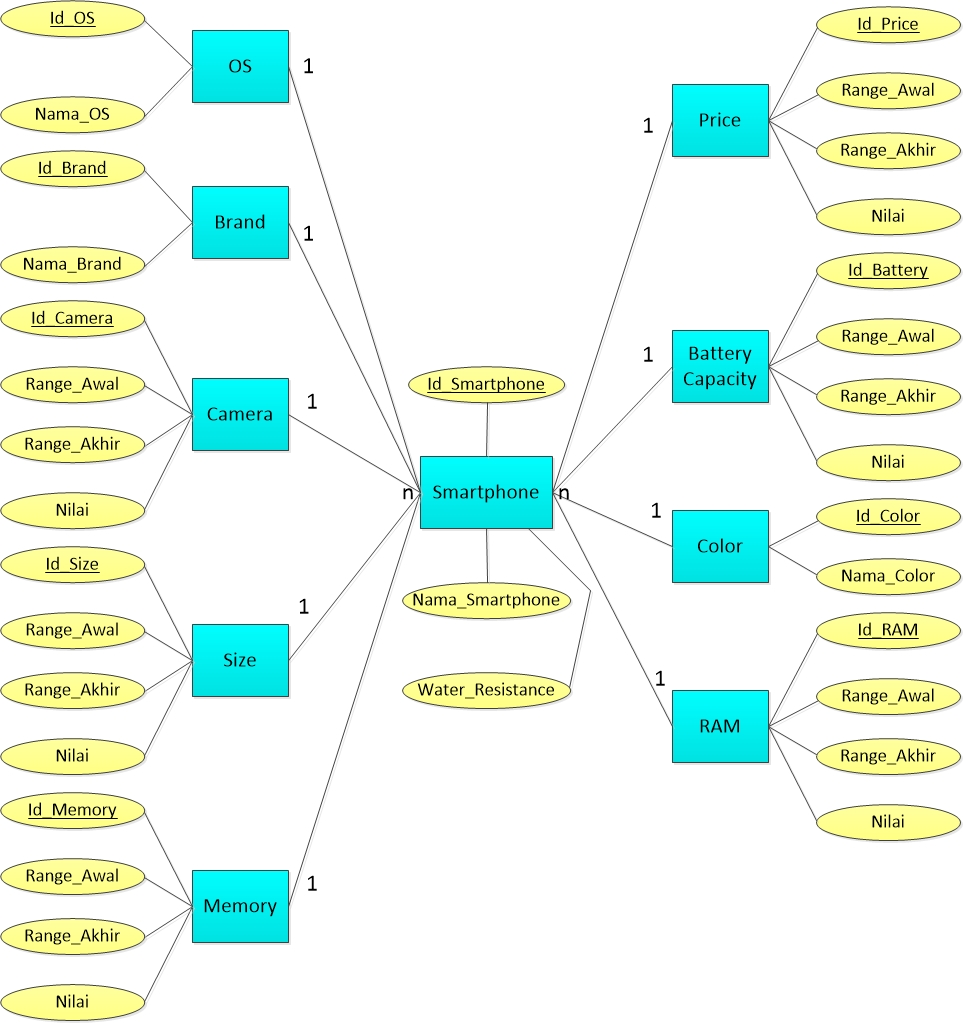 Id_OS
OS
1
Nama_OS
Id_Brand
Brand
1
Nama_Brand
Id_Camera
Range_Awal
Camera
1
Range_Akhir
Nilai
Id_Size
Range_Awal
Size
1
Range_Akhir
Nilai
Id_Memory
Range_Awal
Memory
1
Range_Akhir
Nilai
Id_Smartphone
n
Smartphone
n
Nama_Smartphone
Water_Resistance
Id_Price
Range_Awal
1
Price
Range_Akhir
Nilai
Id_Battery
Range_Awal
1
Battery
Capacity
Range_Akhir
Nilai
Id_Color
1
Color
Nama_Color
Id_RAM
Range_Awal
1
RAM
Range_Akhir
Nilai